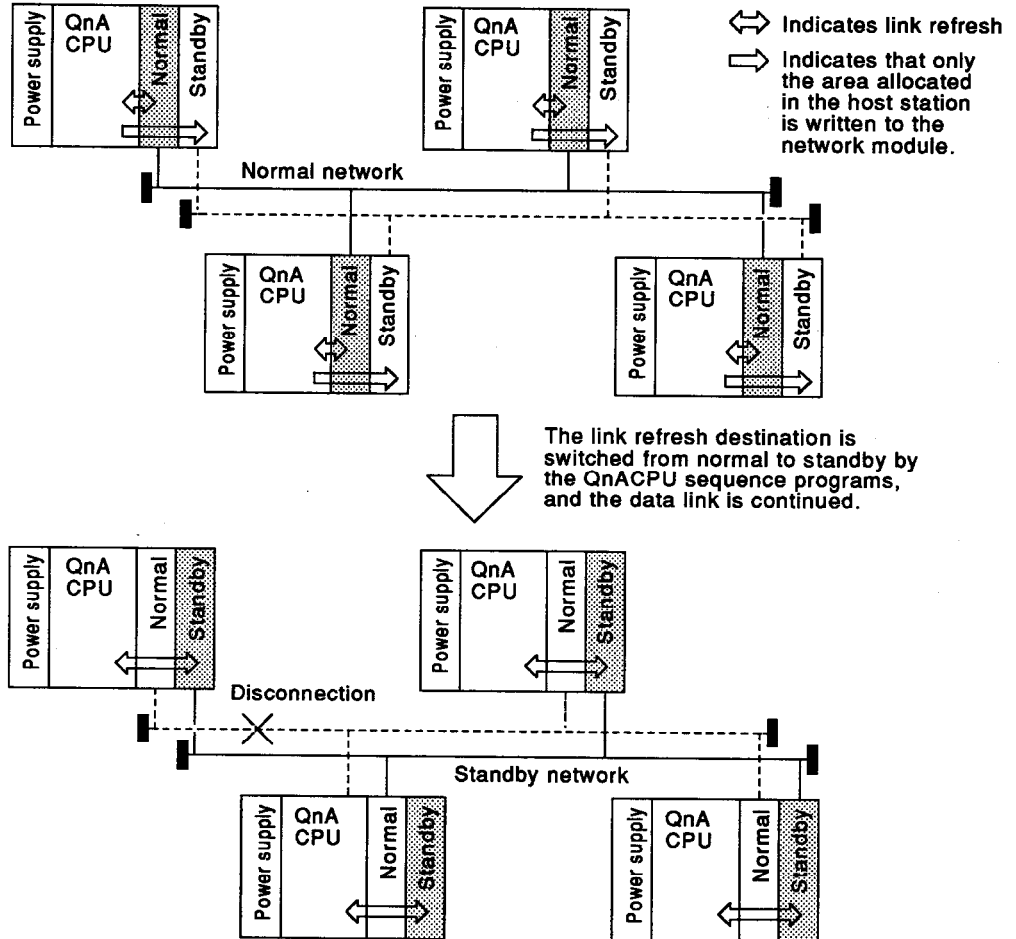 Power supply
QnA
CPU
Normal
Standby
Power supply
QnA
CPU
Normal
Standby
Indicates link refresh
Indicates that only
the area allocated
in the host station
is written to the
network module.
Normal network
Power supply
QnA
CPU
Normal
Standby
Power supply
QnA
CPU
Normal
Standby
The link refresh destination is
switched from normal to standby by
the QnACPU sequence programs,
and the data link is continued.
Power supply
QnA
CPU
Normal
Standby
Power supply
QnA
CPU
Normal
Standby
Disconnection
Standby network
Power supply
QnA
CPU
Normal
Standby
Power supply
QnA
CPU
Normal
Standby